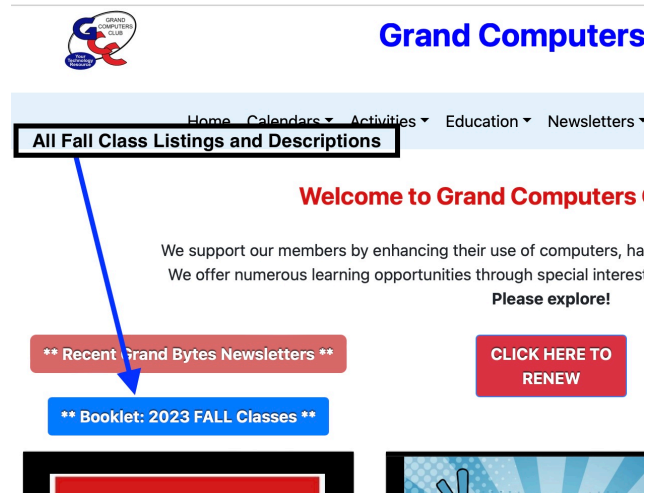 GRAND
COMPUTERS
CLUB
GCC
Your
Technology
Resource
Grand Computers
Home Calendars Activities Education Newsletters
All Fall Class Listings and Descriptions
Welcome to Grand Computers
We support our members by enhancing their use of computers, ha
We offer numerous learning opportunities through special interest
Please explore!
** Recent Grand Bytes Newsletters **
CLICK HERE TO
RENEW
** Booklet: 2023 FALL Classes **